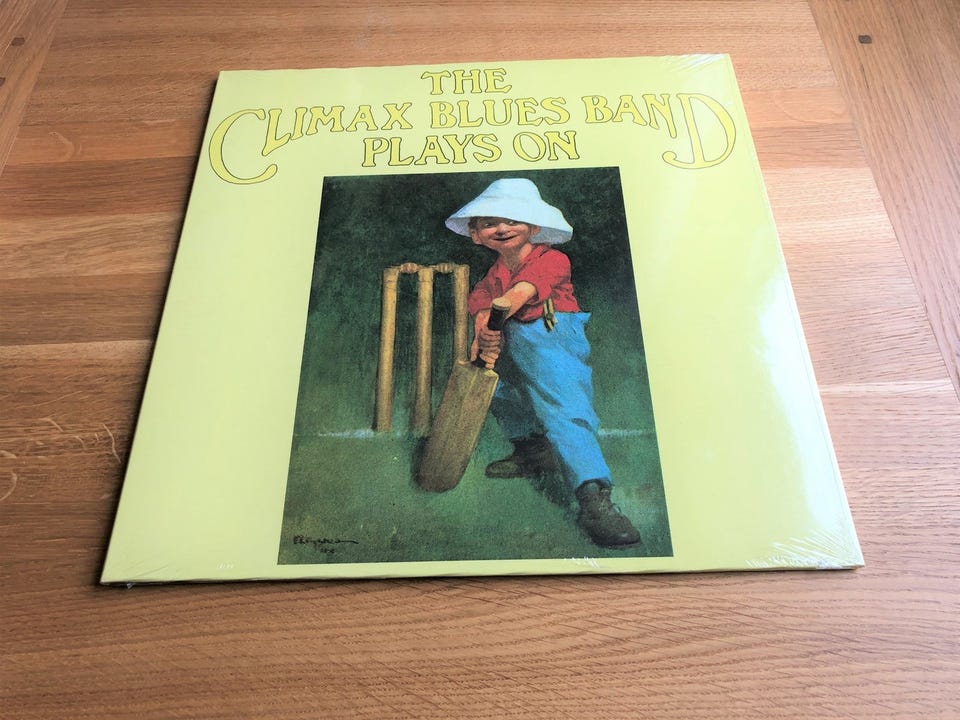 THE
CLIMAX BLUES BAND
PLAYS ON